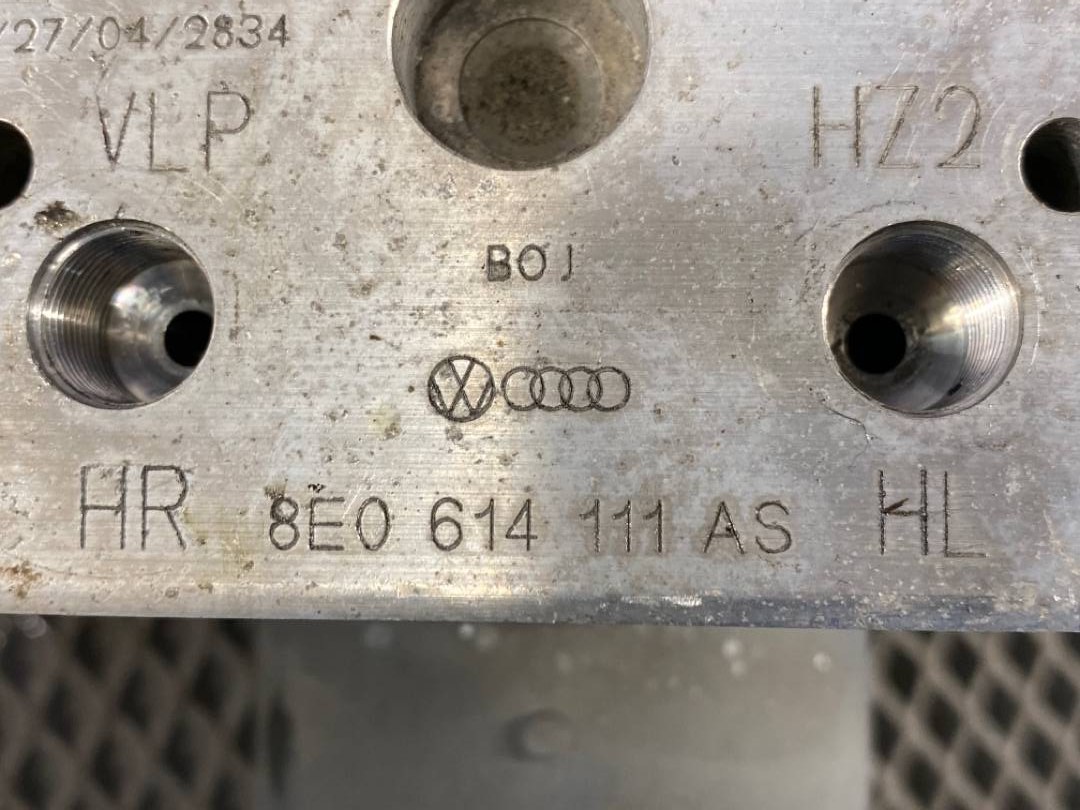 /27/04/2834
VLP HZ2
BOJ
HR 8E0 614 111 AS HL